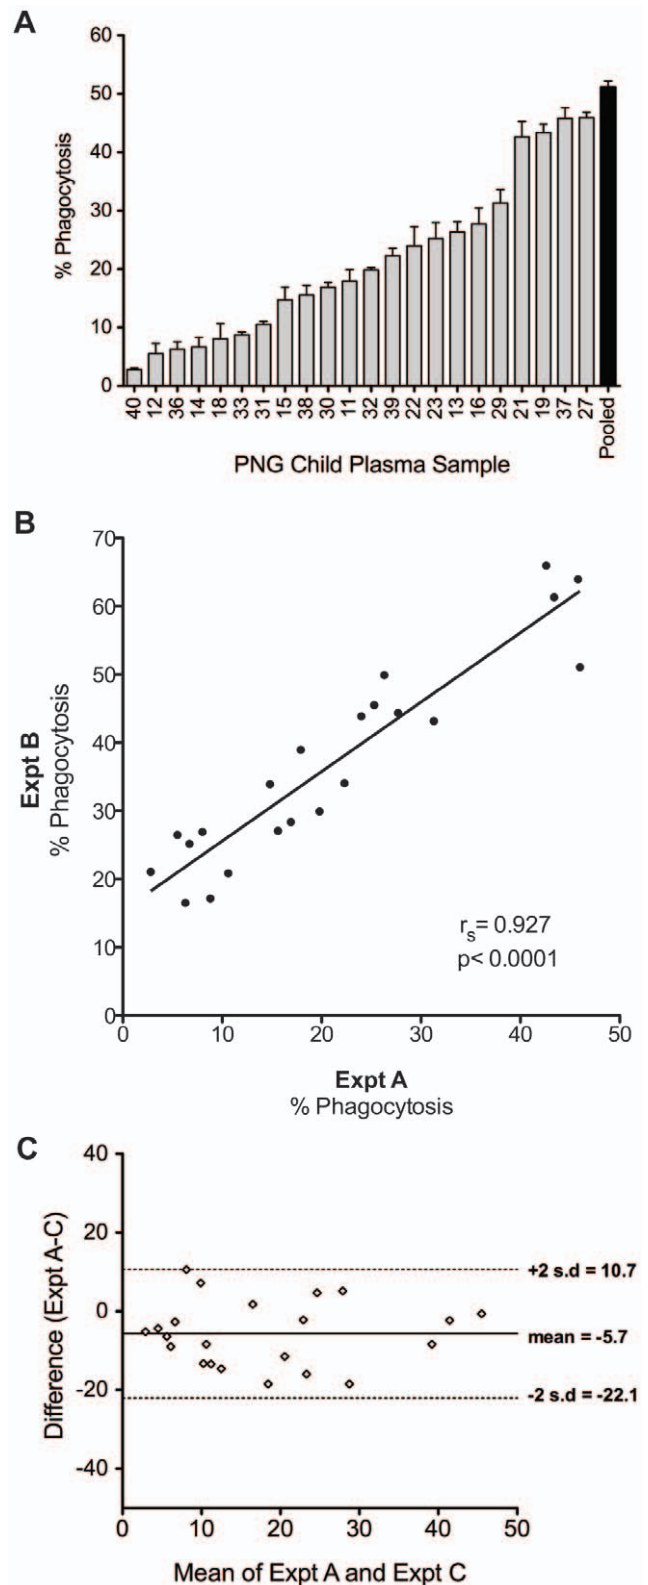 A
60
50
40
30
20
10
0
% Phagocytosis
40 12 36 14 18 33 31 15 38 30 11 32 39 22 23 13 16 29 21 19 37 27 Pooled
PNG Child Plasma Sample
B
70
60
50
40
30
20
10
0
Expt B
% Phagocytosis
rs= 0.927
p< 0.0001
0 10 20 30 40 50
Expt A
% Phagocytosis
C
40
20
0
-20
-40
Difference (Expt A-C)
+2 s.d = 10.7
mean = -5.7
-2 s.d = -22.1
0 10 20 30 40 50
Mean of Expt A and Expt C